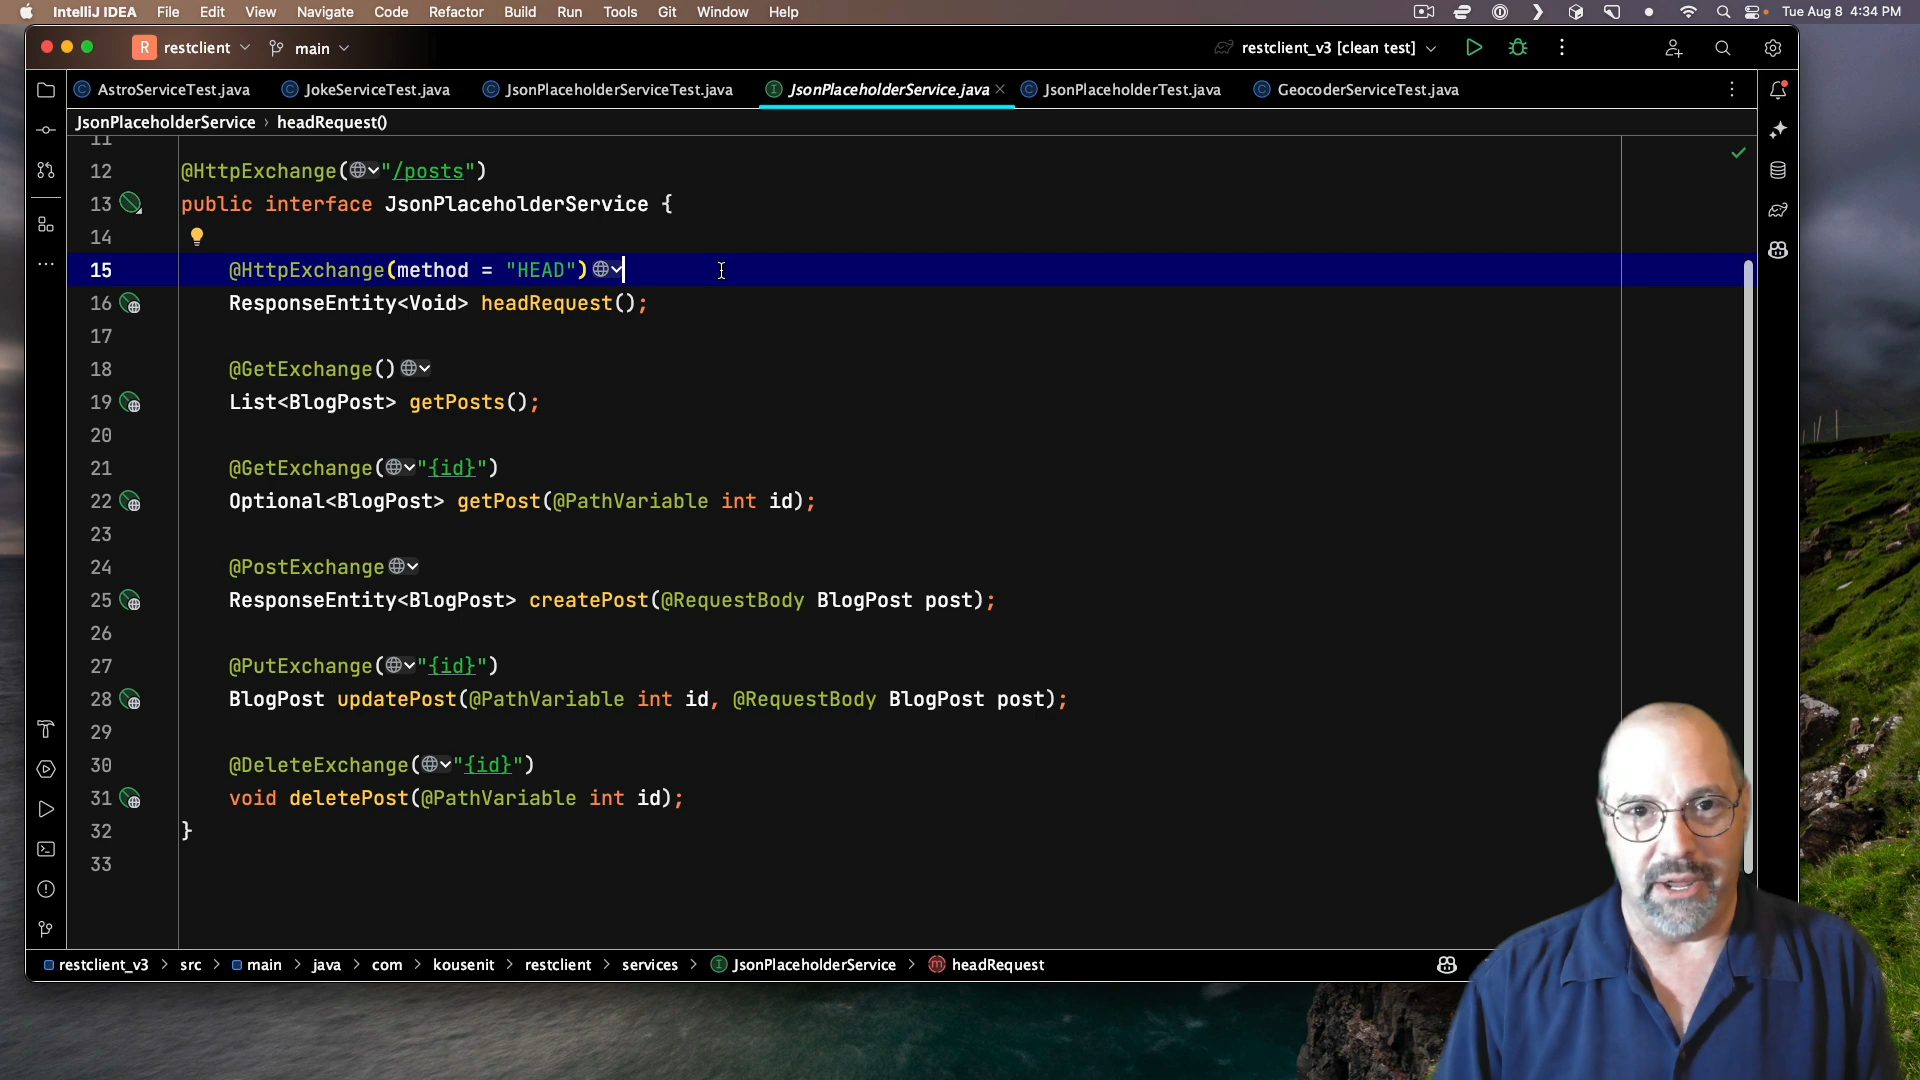 IntelliJ IDEA File Edit View Navigate Code Refactor Build Run Tools Git Window Help Tue Aug 8 4:34 PM
R restclient main restclient_v3 [clean test]
AstroServiceTest.java JokeServiceTest.java JsonPlaceholderServiceTest.java JsonPlaceholderService.java JsonPlaceholderTest.java GeocoderServiceTest.java
JsonPlaceholderService › headRequest()
11
12 @HttpExchange("/posts")
13 public interface JsonPlaceholderService {
14
15 @HttpExchange(method = "HEAD")
16 ResponseEntity<Void> headRequest();
17
18 @GetExchange()
19 List<BlogPost> getPosts();
20
21 @GetExchange("{id}")
22 Optional<BlogPost> getPost(@PathVariable int id);
23
24 @PostExchange
25 ResponseEntity<BlogPost> createPost(@RequestBody BlogPost post);
26
27 @PutExchange("{id}")
28 BlogPost updatePost(@PathVariable int id, @RequestBody BlogPost post);
29
30 @DeleteExchange("{id}")
31 void deletePost(@PathVariable int id);
32 }
33
restclient_v3 > src > main > java > com > kousenit > restclient > services > JsonPlaceholderService > headRequest